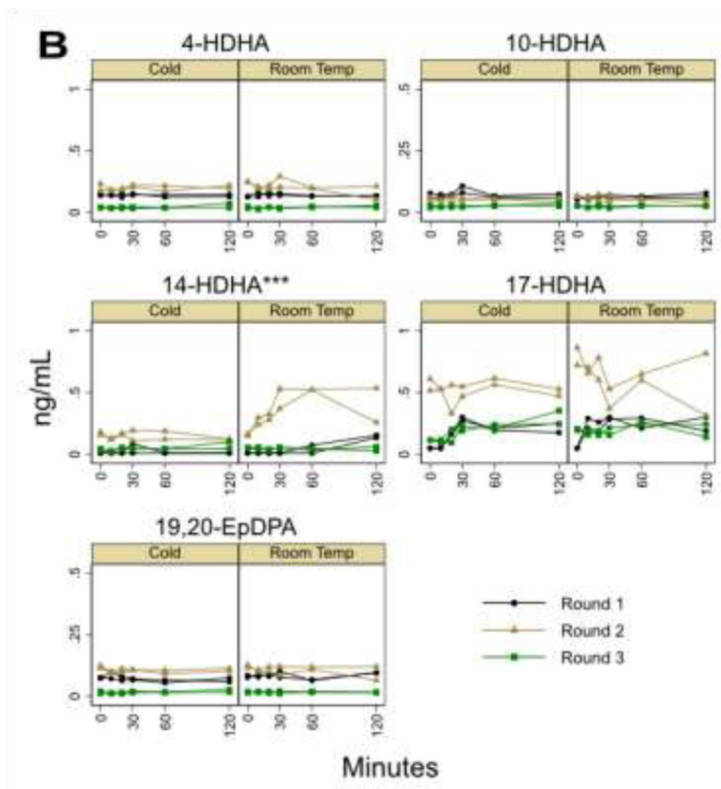 B
4-HDHA
10-HDHA
Cold
Room Temp
Cold
Room Temp
1
.5
0
.5
.25
0
0 30 60 120 0 30 60 120
0 30 60 120 0 30 60 120
14-HDHA***
17-HDHA
Cold
Room Temp
Cold
Room Temp
ng/mL
1
.5
0
1
.5
0
0 30 60 120 0 30 60 120
0 30 60 120 0 30 60 120
19,20-EpDPA
Cold
Room Temp
.5
.25
0
0 30 60 120 0 30 60 120
Round 1
Round 2
Round 3
Minutes